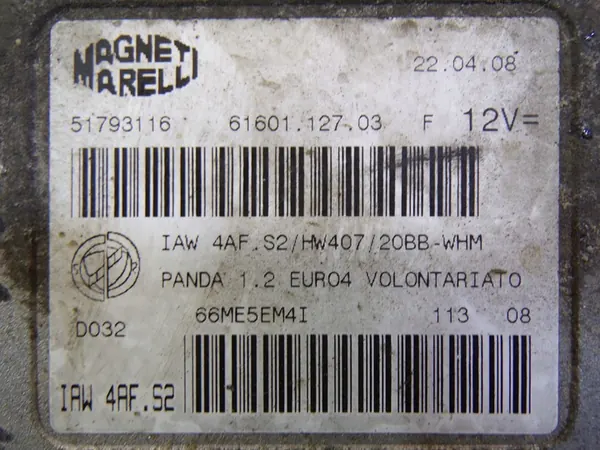 MAGNETI
MARELLI
22.04.08
51793116 61601.127.03 F 12V=
IAW 4AF.S2/HW407/20BB-WHM
PANDA 1.2 EURO4 VOLONTARIATO
D032 66ME5EM4I 113 08
IAW 4AF.S2